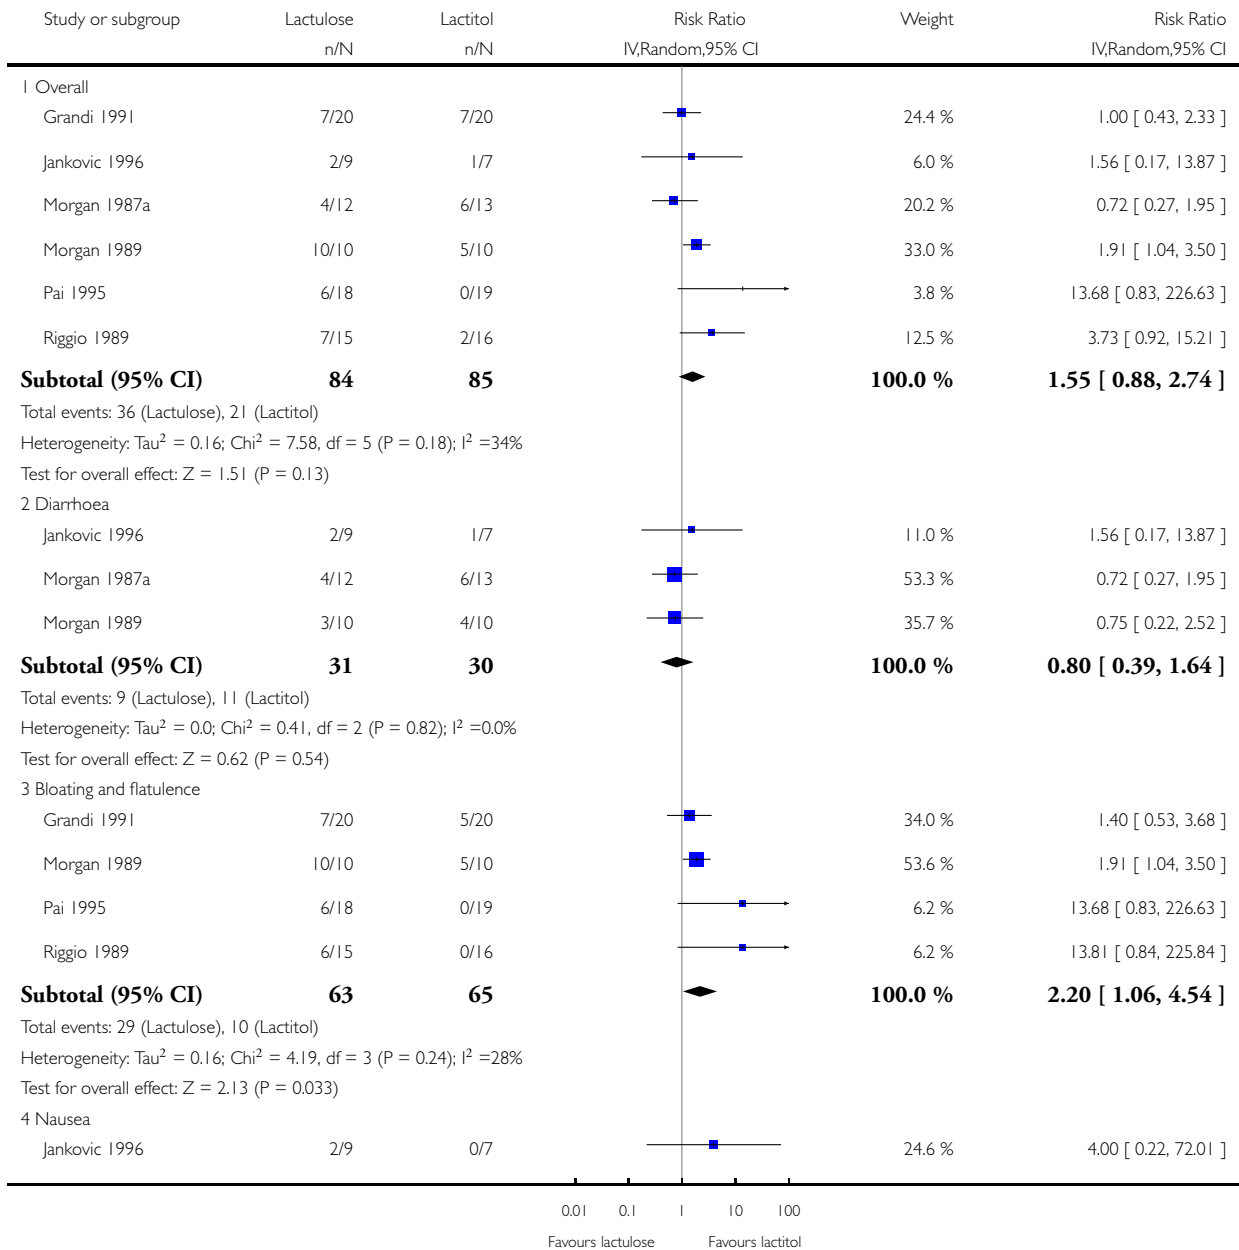 Study or subgroup Lactulose Lactitol Risk Ratio Weight Risk Ratio
n/N n/N IV,Random,95% CI IV,Random,95% CI
1 Overall
Grandi 1991 7/20 7/20 24.4 % 1.00 [ 0.43, 2.33 ]
Jankovic 1996 2/9 1/7 6.0 % 1.56 [ 0.17, 13.87 ]
Morgan 1987a 4/12 6/13 20.2 % 0.72 [ 0.27, 1.95 ]
Morgan 1989 10/10 5/10 33.0 % 1.91 [ 1.04, 3.50 ]
Pai 1995 6/18 0/19 3.8 % 13.68 [ 0.83, 226.63 ]
Riggio 1989 7/15 2/16 12.5 % 3.73 [ 0.92, 15.21 ]
Subtotal (95% CI) 84 85 100.0 % 1.55 [ 0.88, 2.74 ]
Total events: 36 (Lactulose), 21 (Lactitol)
Heterogeneity: Tau² = 0.16; Chi² = 7.58, df = 5 (P = 0.18); I² =34%
Test for overall effect: Z = 1.51 (P = 0.13)
2 Diarrhoea
Jankovic 1996 2/9 1/7 11.0 % 1.56 [ 0.17, 13.87 ]
Morgan 1987a 4/12 6/13 53.3 % 0.72 [ 0.27, 1.95 ]
Morgan 1989 3/10 4/10 35.7 % 0.75 [ 0.22, 2.52 ]
Subtotal (95% CI) 31 30 100.0 % 0.80 [ 0.39, 1.64 ]
Total events: 9 (Lactulose), 11 (Lactitol)
Heterogeneity: Tau² = 0.0; Chi² = 0.41, df = 2 (P = 0.82); I² =0.0%
Test for overall effect: Z = 0.62 (P = 0.54)
3 Bloating and flatulence
Grandi 1991 7/20 5/20 34.0 % 1.40 [ 0.53, 3.68 ]
Morgan 1989 10/10 5/10 53.6 % 1.91 [ 1.04, 3.50 ]
Pai 1995 6/18 0/19 6.2 % 13.68 [ 0.83, 226.63 ]
Riggio 1989 6/15 0/16 6.2 % 13.81 [ 0.84, 225.84 ]
Subtotal (95% CI) 63 65 100.0 % 2.20 [ 1.06, 4.54 ]
Total events: 29 (Lactulose), 10 (Lactitol)
Heterogeneity: Tau² = 0.16; Chi² = 4.19, df = 3 (P = 0.24); I² =28%
Test for overall effect: Z = 2.13 (P = 0.033)
4 Nausea
Jankovic 1996 2/9 0/7 24.6 % 4.00 [ 0.22, 72.01 ]
0.01 0.1 1 10 100
Favours lactulose Favours lactitol